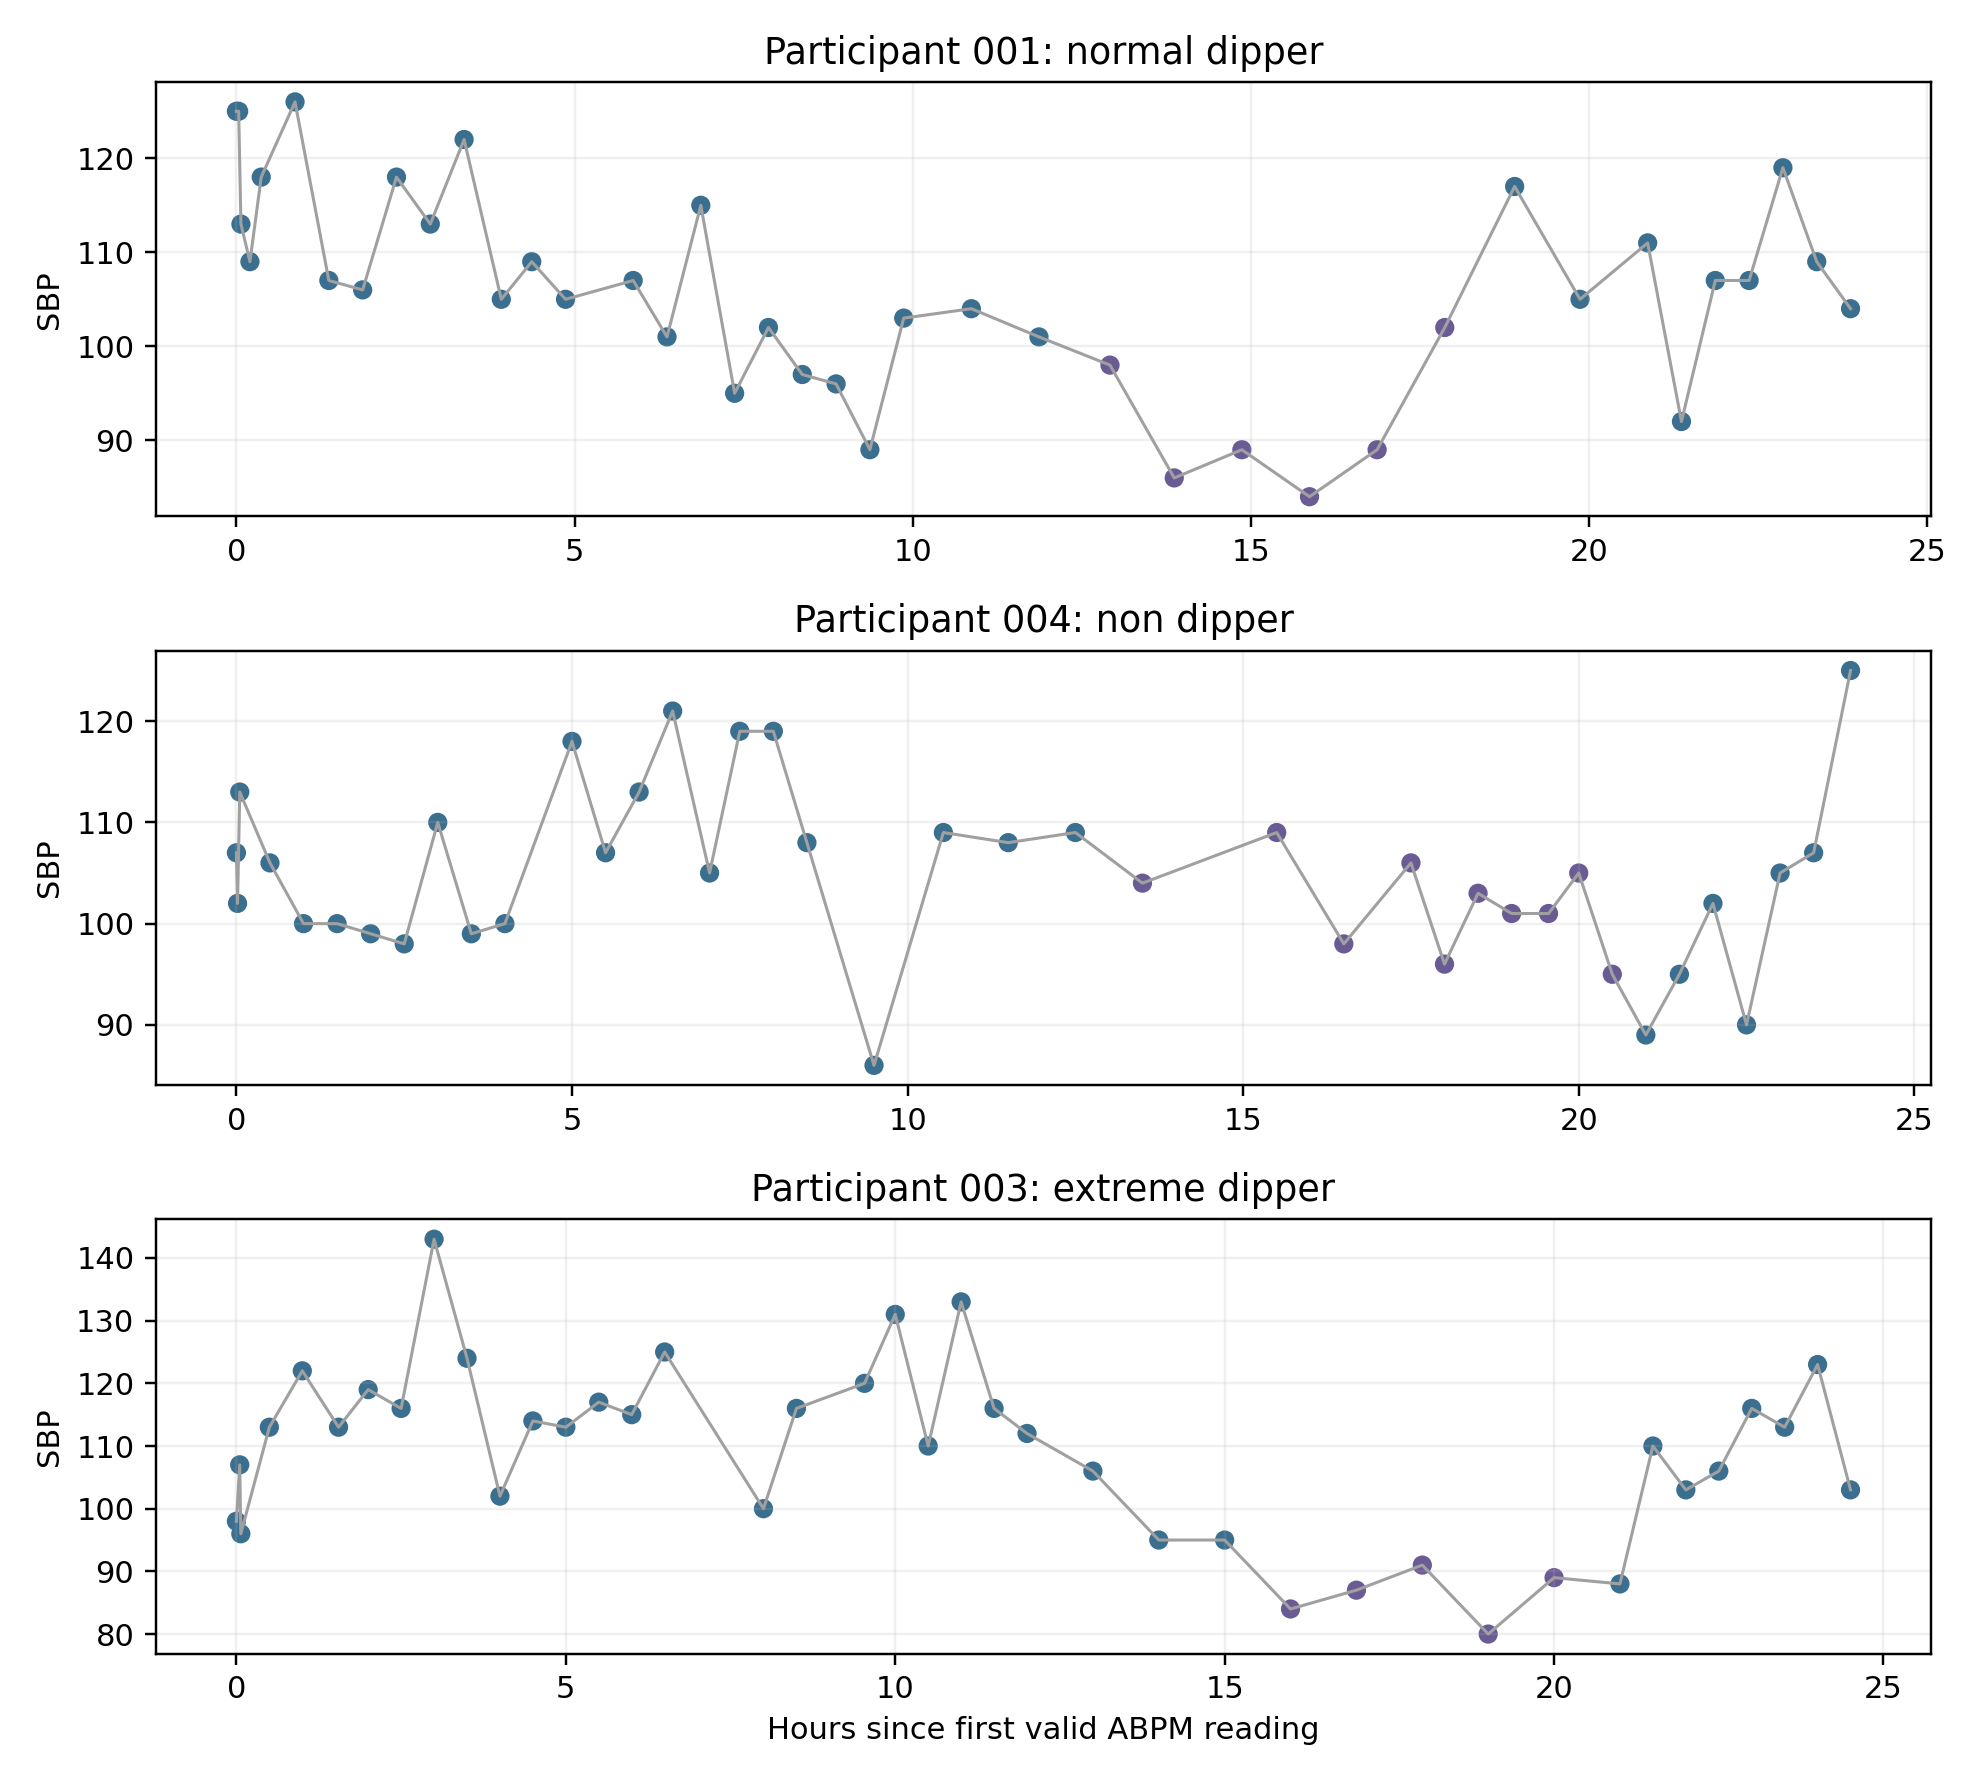 Participant 001: normal dipper
SBP
120
110
100
90
0 5 10 15 20 25
Participant 004: non dipper
SBP
120
110
100
90
0 5 10 15 20 25
Participant 003: extreme dipper
SBP
140
130
120
110
100
90
80
0 5 10 15 20 25
Hours since first valid ABPM reading